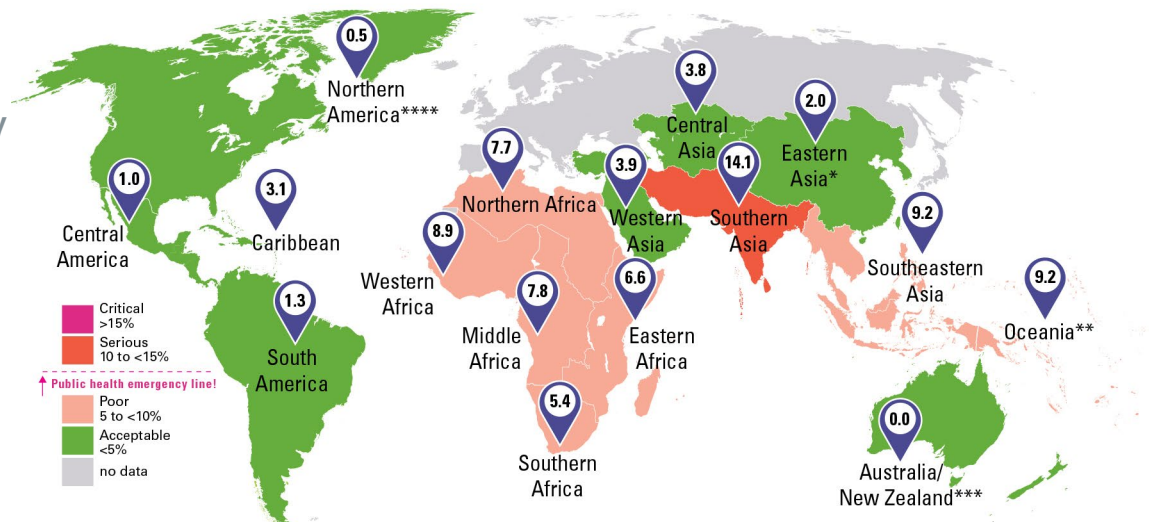 0.5
Northern
America****
1.0
Central
America
3.1
Caribbean
1.3
South
America
7.7
Northern Africa
8.9
Western
Africa
7.8
Middle
Africa
6.6
Eastern
Africa
5.4
Southern
Africa
3.8
Central
Asia
2.0
Eastern
Asia*
3.9
Western
Asia
14.1
Southern
Asia
9.2
Southeastern
Asia
9.2
Oceania**
0.0
Australia/
New Zealand***
Critical
>15%
Serious
10 to <15%
Public health emergency line!
Poor
5 to <10%
Acceptable
<5%
no data